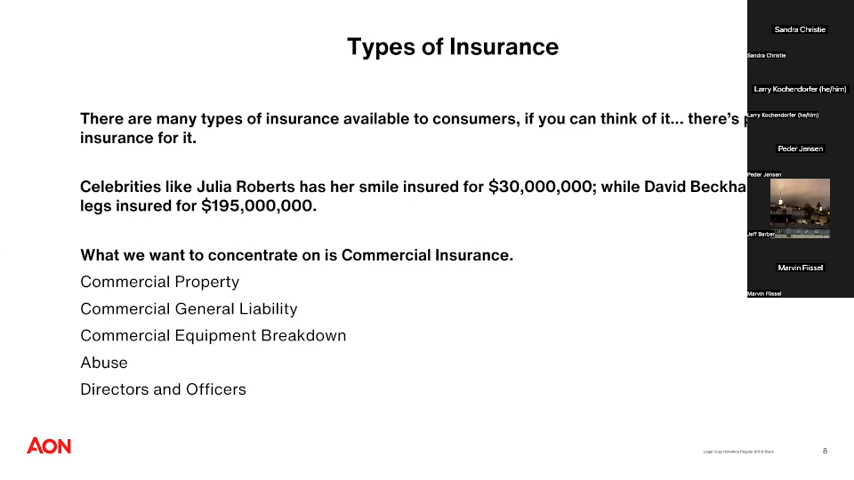 Types of Insurance
There are many types of insurance available to consumers, if you can think of it... there's
insurance for it.
Celebrities like Julia Roberts has her smile insured for $30,000,000; while David Beckha
legs insured for $195,000,000.
What we want to concentrate on is Commercial Insurance.
Commercial Property
Commercial General Liability
Commercial Equipment Breakdown
Abuse
Directors and Officers
AON
8
Sandra Christie
Sandra Christie
Larry Kochendorfer (he/him)
Larry Kochendorfer (he/him)
Peder Jensen
Peder Jensen
Jeff Barber
Marvin Flissel
Marvin Flissel